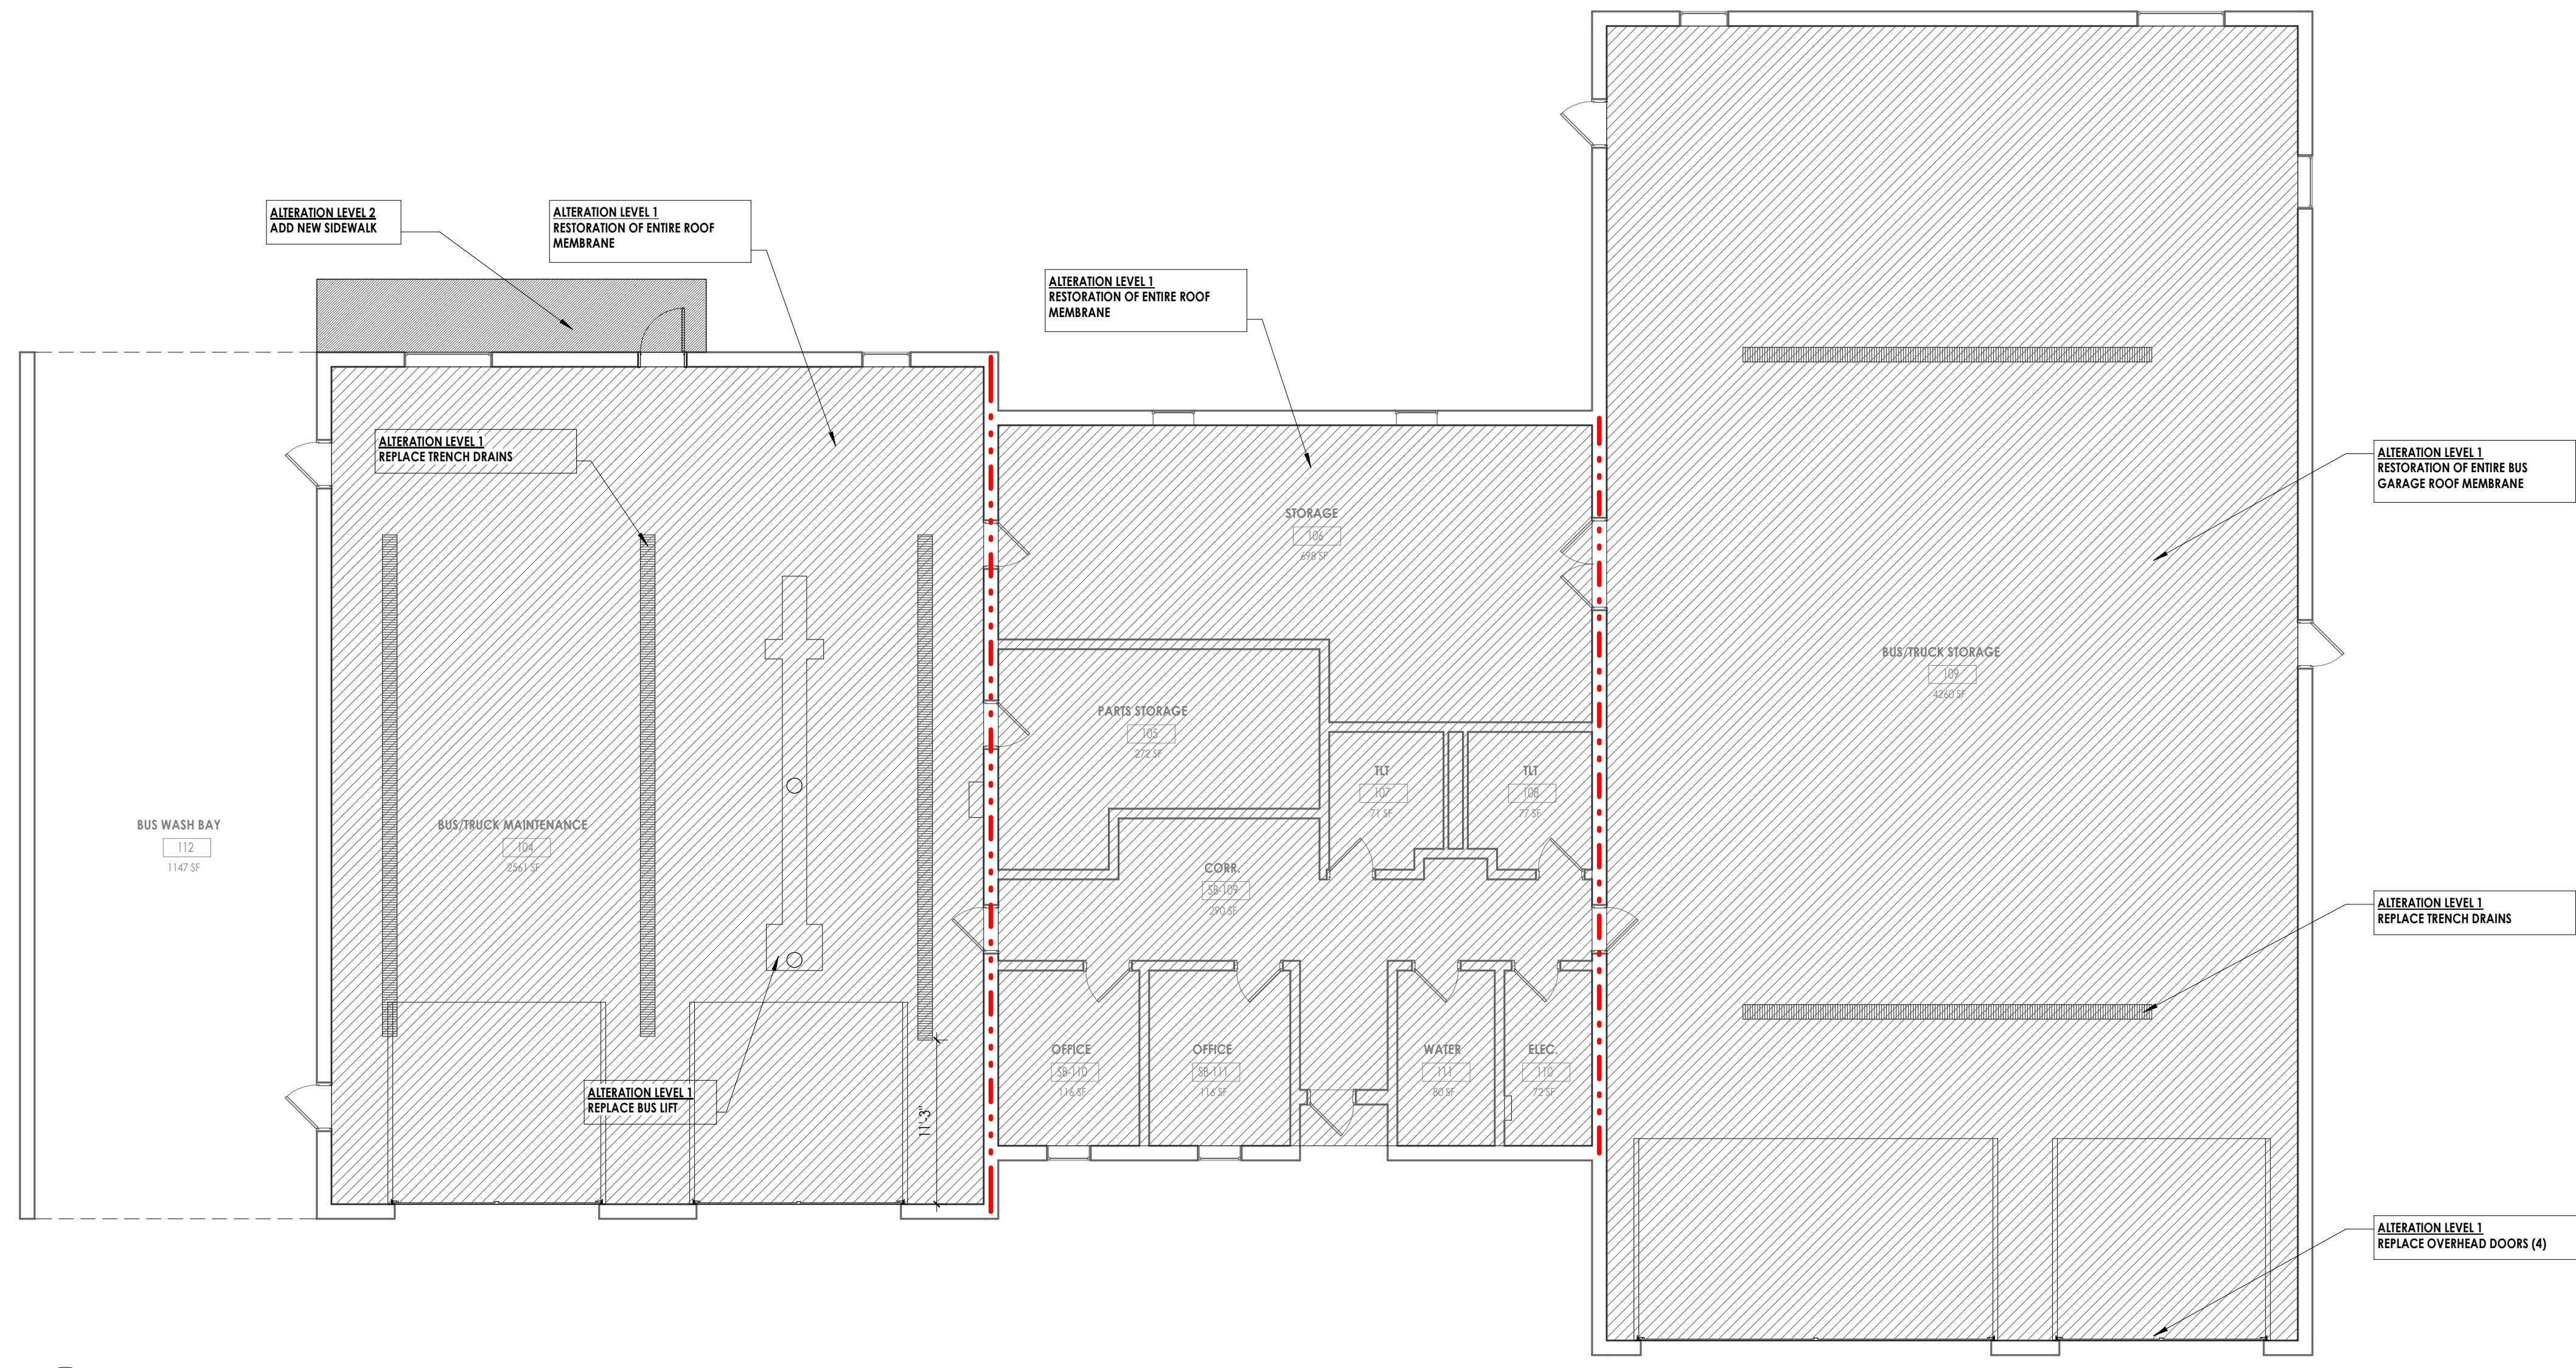 ALTERATION LEVEL 2
ADD NEW SIDEWALK
ALTERATION LEVEL 1
RESTORATION OF ENTIRE ROOF
MEMBRANE
ALTERATION LEVEL 1
RESTORATION OF ENTIRE ROOF
MEMBRANE
ALTERATION LEVEL 1
REPLACE TRENCH DRAINS
ALTERATION LEVEL 1
RESTORATION OF ENTIRE BUS
GARAGE ROOF MEMBRANE
STORAGE
106
698 SF
BUS/TRUCK STORAGE
109
4260 SF
PARTS STORAGE
105
272 SF
TLT
107
71 SF
TLT
108
77 SF
BUS WASH BAY
112
1147 SF
BUS/TRUCK MAINTENANCE
104
2561 SF
CORR.
SB-109
290 SF
ALTERATION LEVEL 1
REPLACE TRENCH DRAINS
OFFICE
SB-110
116 SF
OFFICE
SB-111
116 SF
WATER
111
80 SF
ELEC.
110
72 SF
ALTERATION LEVEL 1
REPLACE BUS LIFT
11'-3"
ALTERATION LEVEL 1
REPLACE OVERHEAD DOORS (4)